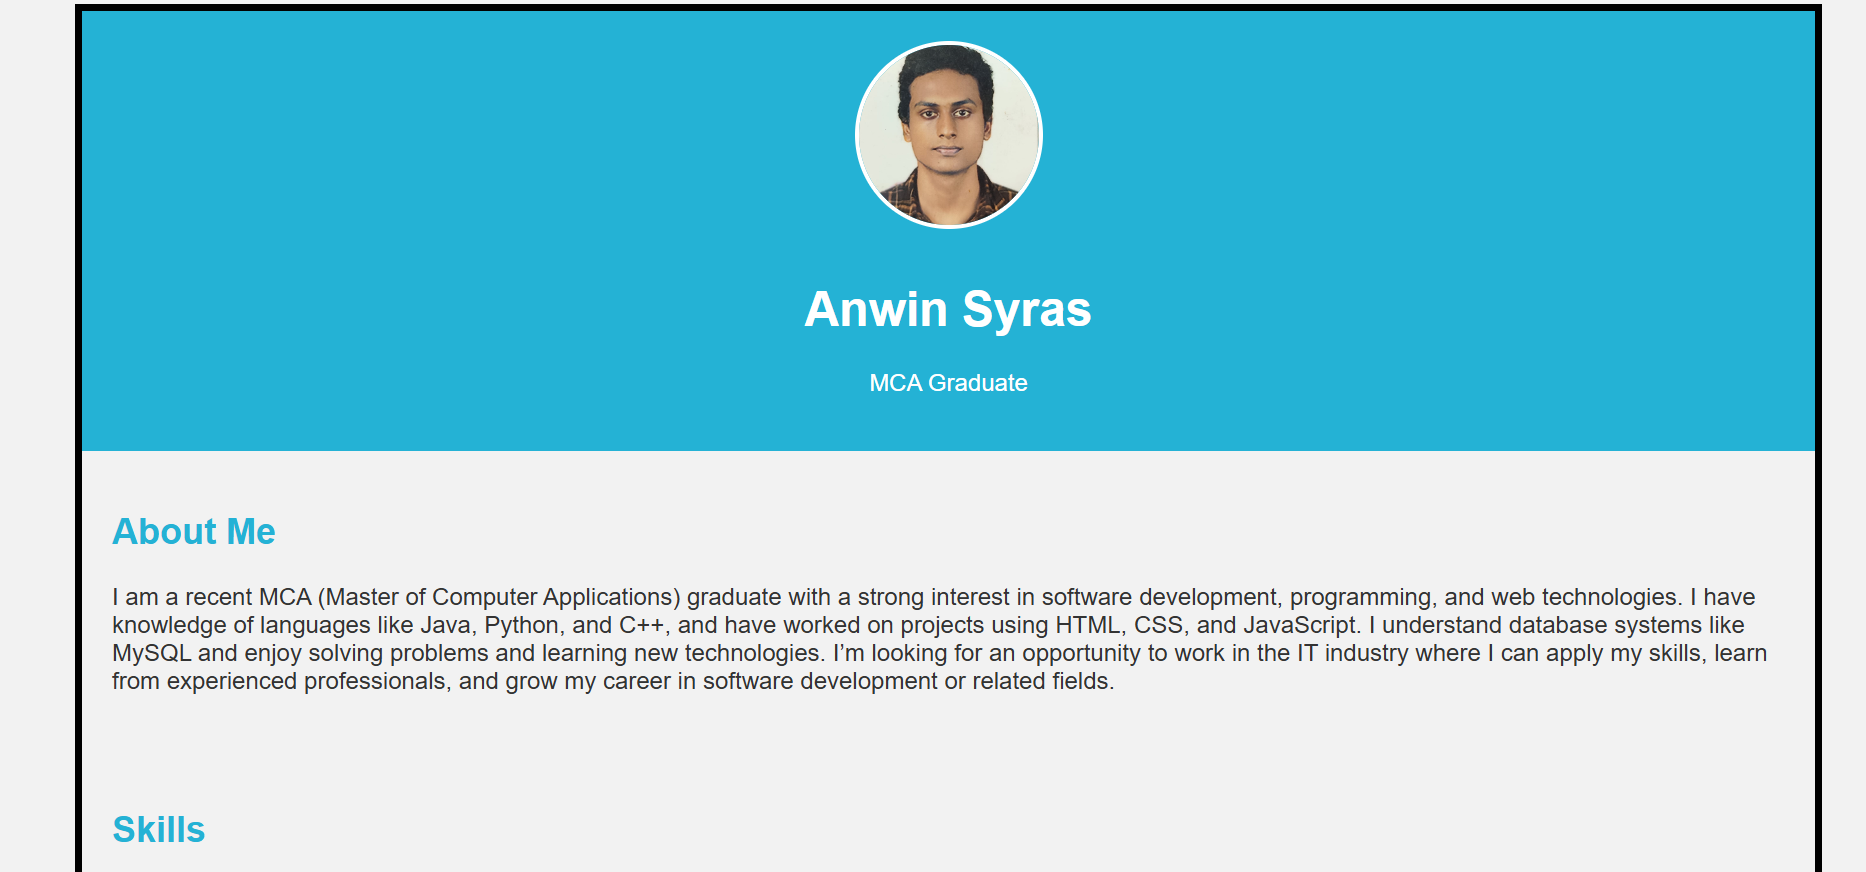 Anwin Syras
MCA Graduate
About Me
I am a recent MCA (Master of Computer Applications) graduate with a strong interest in software development, programming, and web technologies. I have
knowledge of languages like Java, Python, and C++, and have worked on projects using HTML, CSS, and JavaScript. I understand database systems like
MySQL and enjoy solving problems and learning new technologies. I’m looking for an opportunity to work in the IT industry where I can apply my skills, learn
from experienced professionals, and grow my career in software development or related fields.
Skills